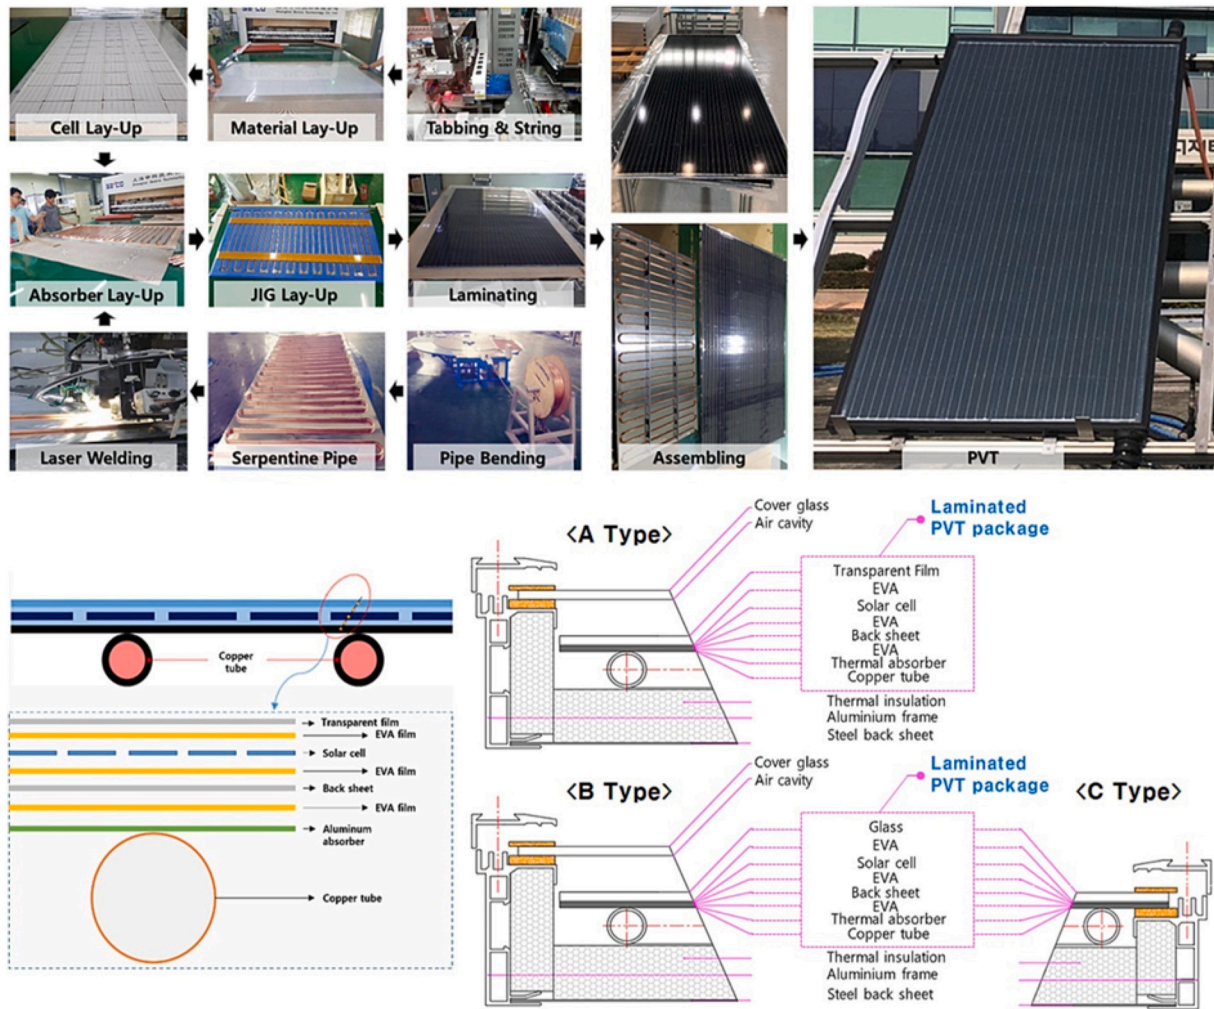 Cell Lay-Up
Material Lay-Up
Tabbing & String
Absorber Lay-Up
JIG Lay-Up
Laminating
Laser Welding
Serpentine Pipe
Pipe Bending
Assembling
PVT
Copper
tube
Transparent film
EVA film
Solar cell
EVA film
Back sheet
EVA film
Aluminum
absorber
Copper tube
<A Type>
Cover glass
Air cavity
Laminated
PVT package
Transparent Film
EVA
Solar cell
EVA
Back sheet
EVA
Thermal absorber
Copper tube
Thermal insulation
Aluminium frame
Steel back sheet
<B Type>
Cover glass
Air cavity
Laminated
PVT package
<C Type>
Glass
EVA
Solar cell
EVA
Back sheet
EVA
Thermal absorber
Copper tube
Thermal insulation
Aluminium frame
Steel back sheet